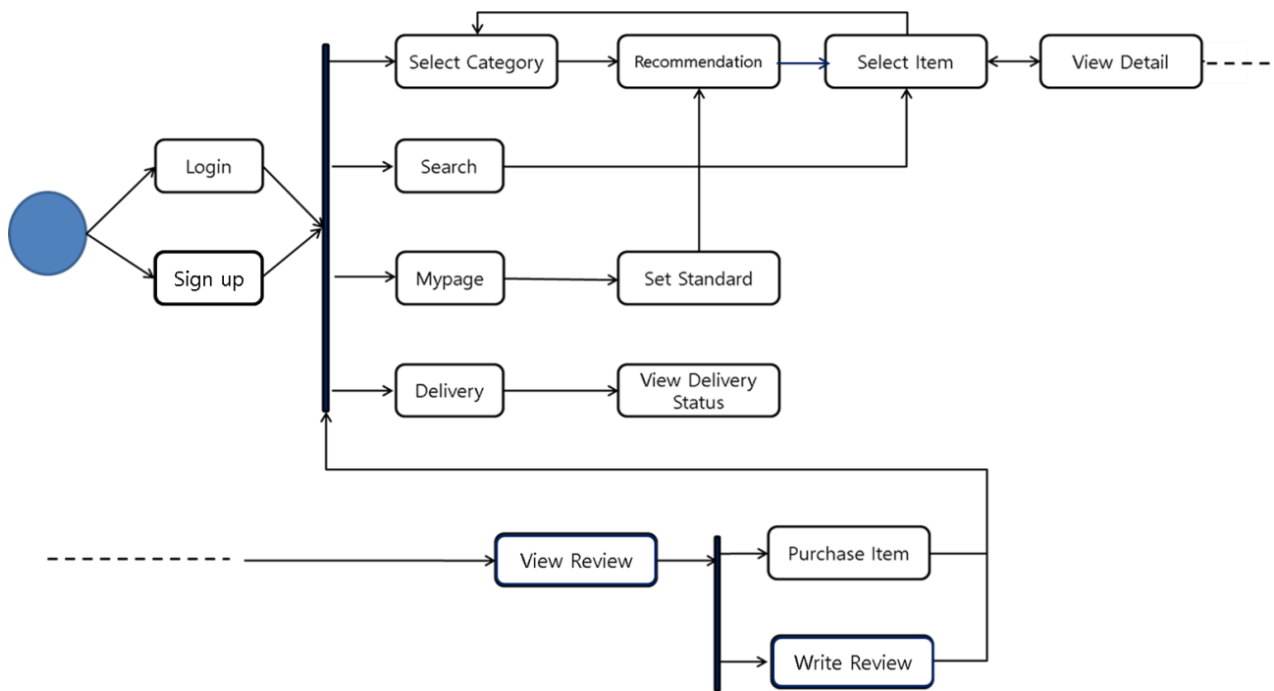 Select Category
Recommendation
Select Item
View Detail
Login
Search
Sign up
Mypage
Set Standard
Delivery
View Delivery
Status
View Review
Purchase Item
Write Review